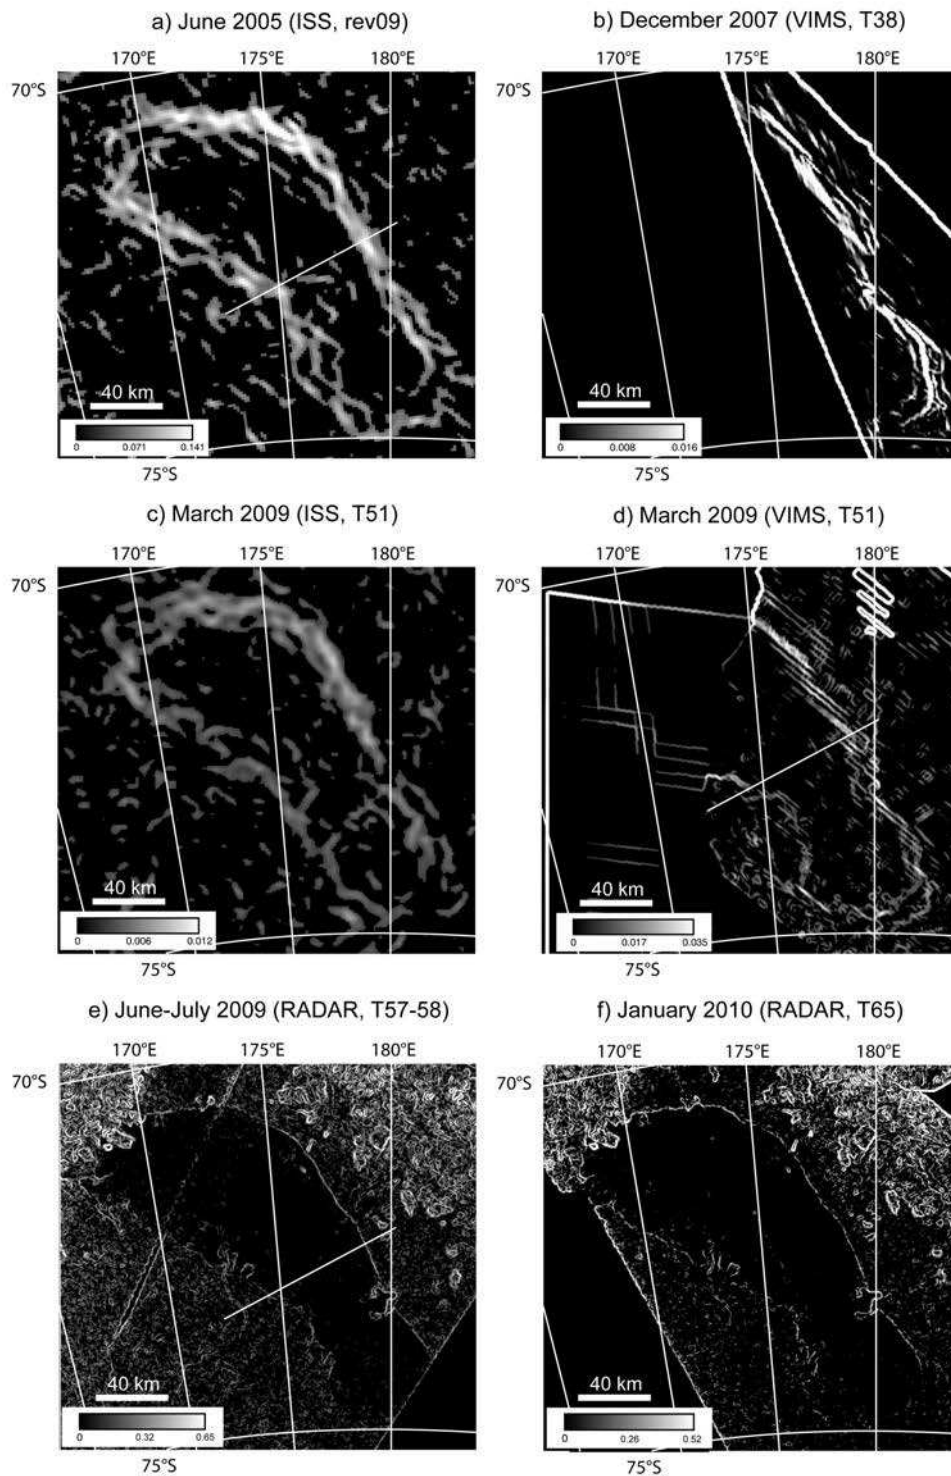 a) June 2005 (ISS, rev09)
170°E 175°E 180°E
70°S
40 km
0 0.071 0.141
75°S
b) December 2007 (VIMS, T38)
170°E 175°E 180°E
70°S
40 km
0 0.008 0.016
75°S
c) March 2009 (ISS, T51)
170°E 175°E 180°E
70°S
40 km
0 0.006 0.012
75°S
d) March 2009 (VIMS, T51)
170°E 175°E 180°E
70°S
40 km
0 0.017 0.035
75°S
e) June-July 2009 (RADAR, T57-58)
170°E 175°E 180°E
70°S
40 km
0 0.32 0.65
75°S
f) January 2010 (RADAR, T65)
170°E 175°E 180°E
70°S
40 km
0 0.26 0.52
75°S